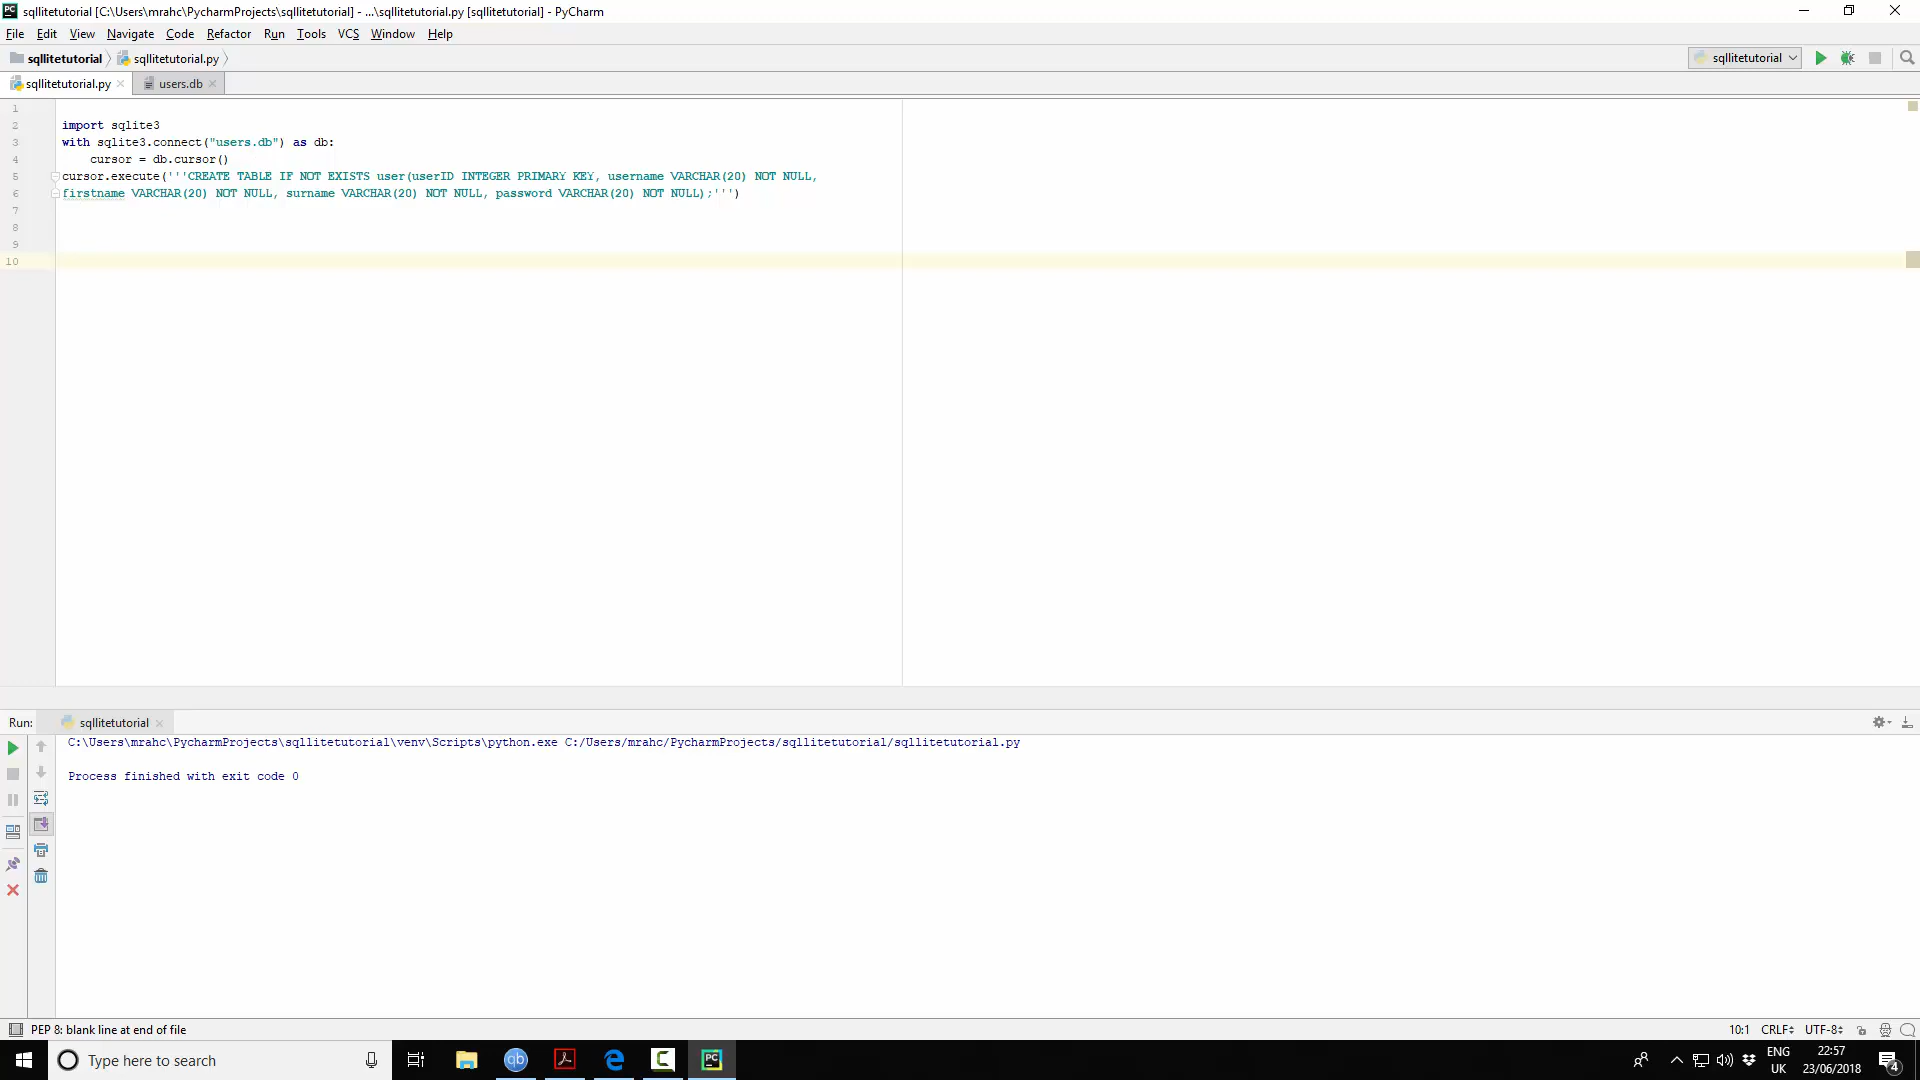 PC sqllitetutorial [C:\Users\mrahc\PycharmProjects\sqllitetutorial] - ...\sqllitetutorial.py [sqllitetutorial] - PyCharm
File Edit View Navigate Code Refactor Run Tools VCS Window Help
sqllitetutorial sqllitetutorial.py sqllitetutorial
sqllitetutorial.py users.db
1
2 import sqlite3
3 with sqlite3.connect("users.db") as db:
4 cursor = db.cursor()
5 cursor.execute('''CREATE TABLE IF NOT EXISTS user(userID INTEGER PRIMARY KEY, username VARCHAR(20) NOT NULL,
6 firstname VARCHAR(20) NOT NULL, surname VARCHAR(20) NOT NULL, password VARCHAR(20) NOT NULL);''')
7
8
9
10
Run: sqllitetutorial
C:\Users\mrahc\PycharmProjects\sqllitetutorial\venv\Scripts\python.exe C:/Users/mrahc/PycharmProjects/sqllitetutorial/sqllitetutorial.py
Process finished with exit code 0
PEP 8: blank line at end of file 10:1 CRLF UTF-8
Type here to search qb PC ENG 22:57
UK 23/06/2018 4